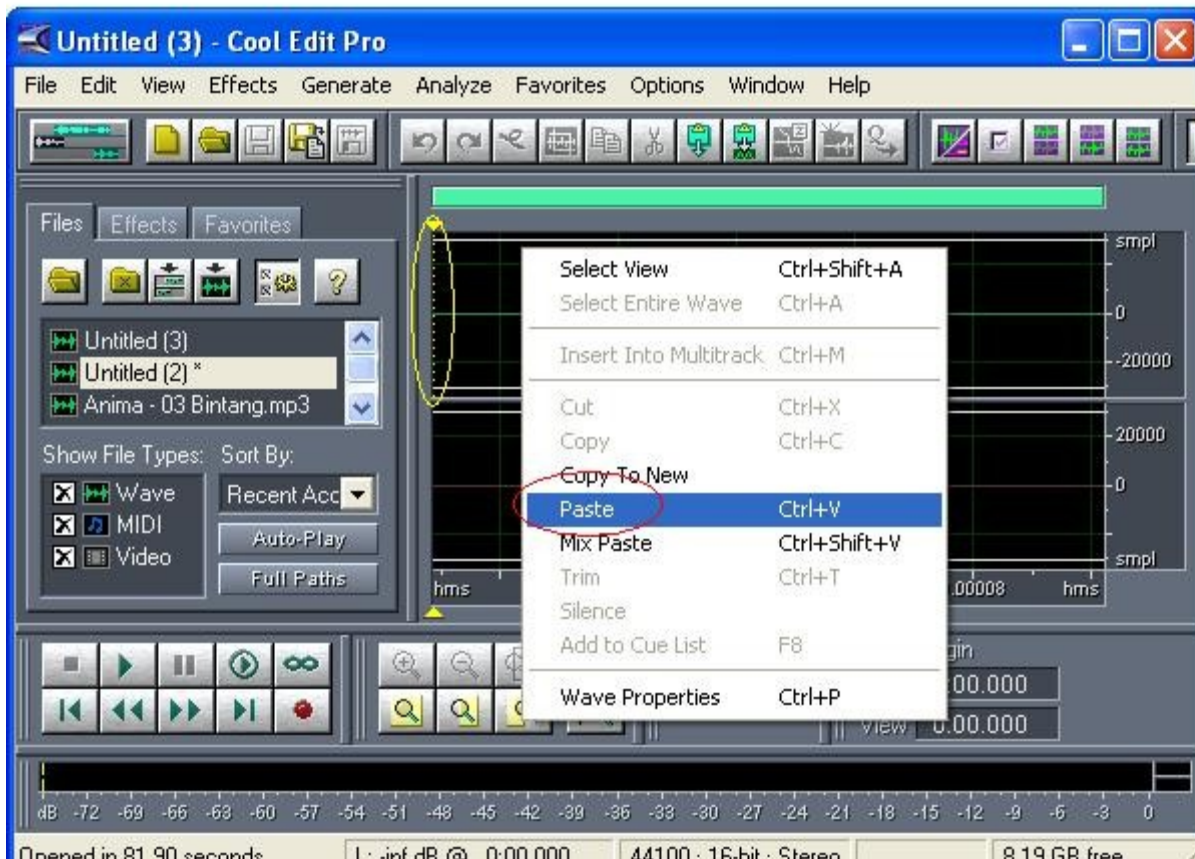 Untitled (3) - Cool Edit Pro
File Edit View Effects Generate Analyze Favorites Options Window Help
Files Effects Favorites
Untitled (3)
Untitled (2) *
Anima - 03 Bintang.mp3
Show File Types: Sort By:
Wave
MIDI
Video
Recent Acc
Auto-Play
Full Paths
Select View Ctrl+Shift+A
Select Entire Wave Ctrl+A
Insert Into Multitrack Ctrl+M
Cut Ctrl+X
Copy Ctrl+C
Copy To New
Paste Ctrl+V
Mix Paste Ctrl+Shift+V
Trim Ctrl+T
Silence
Add to Cue List F8
Wave Properties Ctrl+P
smpl
0
-20000
20000
0
smpl
hms .00008 hms
gin
:00.000
View 0:00.000
dB -72 -69 -66 -63 -60 -57 -54 -51 -48 -45 -42 -39 -36 -33 -30 -27 -24 -21 -18 -15 -12 -9 -6 -3 0
Opened in 81.90 seconds L: -inf dB @ 0:00.000 44100 · 16-bit · Stereo 8.19 GB free